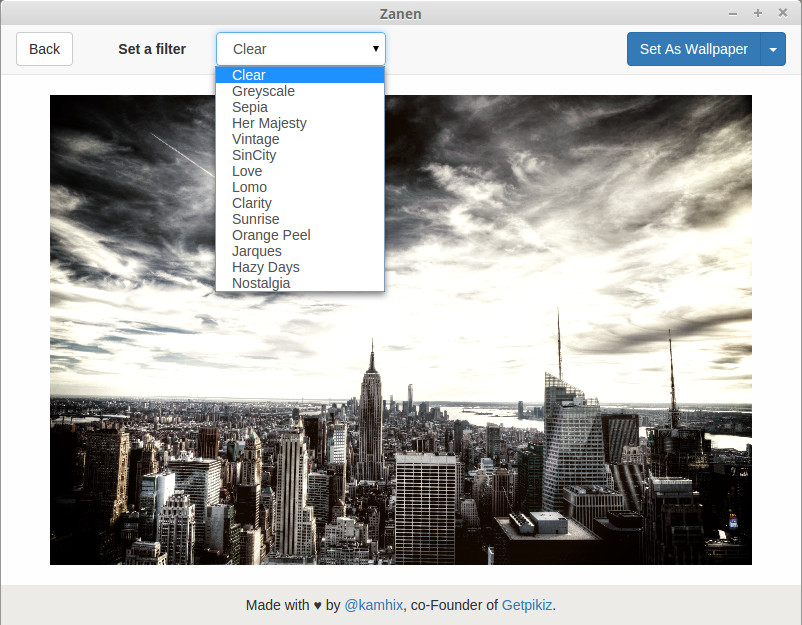 Zanen
Back Set a filter Clear Set As Wallpaper
Clear
Greyscale
Sepia
Her Majesty
Vintage
SinCity
Love
Lomo
Clarity
Sunrise
Orange Peel
Jarques
Hazy Days
Nostalgia
Made with ♥ by @kamhix, co-Founder of Getpikiz.